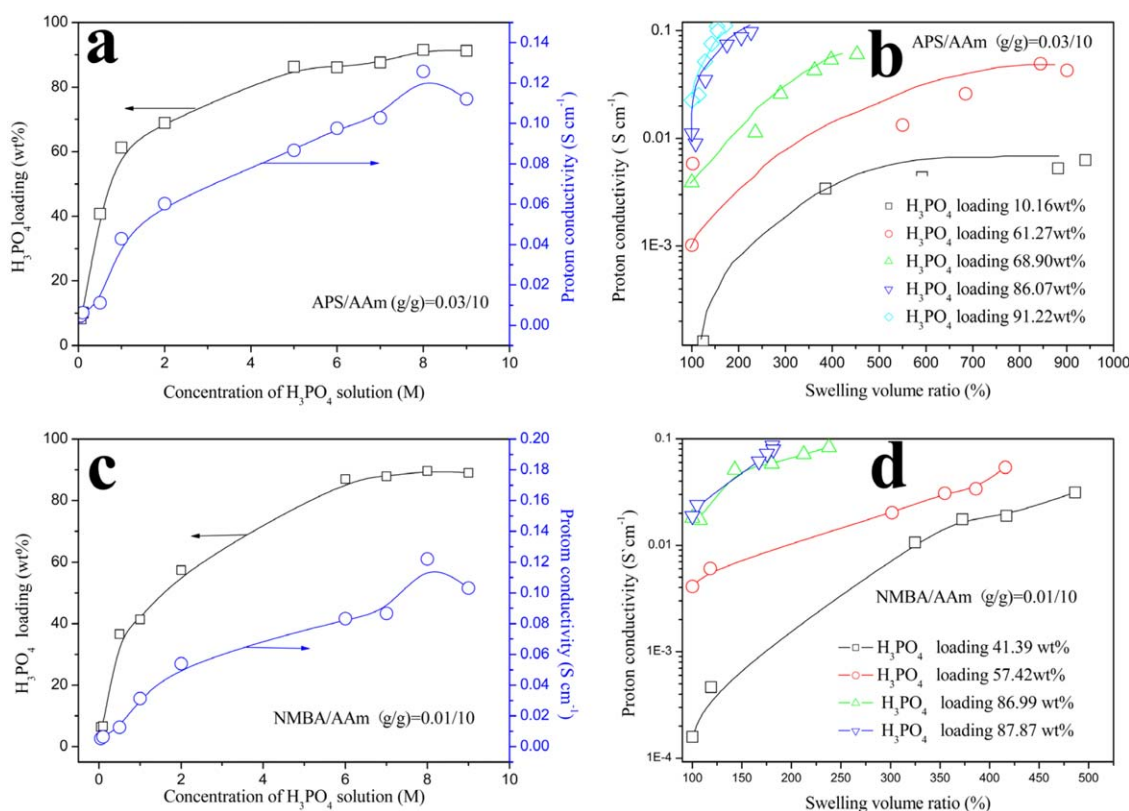 a
100
80
60
40
20
0
H₃PO₄loading (wt%)
0.14
0.12
0.10
0.08
0.06
0.04
0.02
0.00
Protom conductivity (S cm⁻¹)
APS/AAm (g/g)=0.03/10
0 2 4 6 8 10
Concentration of H₃PO₄ solution (M)
b
0.1
0.01
1E-3
Proton conductivity ( S cm⁻¹)
APS/AAm (g/g)=0.03/10
H₃PO₄ loading 10.16wt%
H₃PO₄ loading 61.27wt%
H₃PO₄ loading 68.90wt%
H₃PO₄ loading 86.07wt%
H₃PO₄ loading 91.22wt%
100 200 300 400 500 600 700 800 900 1000
Swelling volume ratio (%)
c
100
80
60
40
20
0
H₃PO₄ loading (wt%)
0.20
0.18
0.16
0.14
0.12
0.10
0.08
0.06
0.04
0.02
0.00
Protom conductivity (S cm⁻¹)
NMBA/AAm (g/g)=0.01/10
0 2 4 6 8 10
Concentration of H₃PO₄ solution (M)
d
0.1
0.01
1E-3
1E-4
Proton conductivity (S`cm⁻¹)
NMBA/AAm (g/g)=0.01/10
H₃PO₄ loading 41.39 wt%
H₃PO₄ loading 57.42wt%
H₃PO₄ loading 86.99 wt%
H₃PO₄ loading 87.87 wt%
100 150 200 250 300 350 400 450 500
Swelling volume ratio (%)